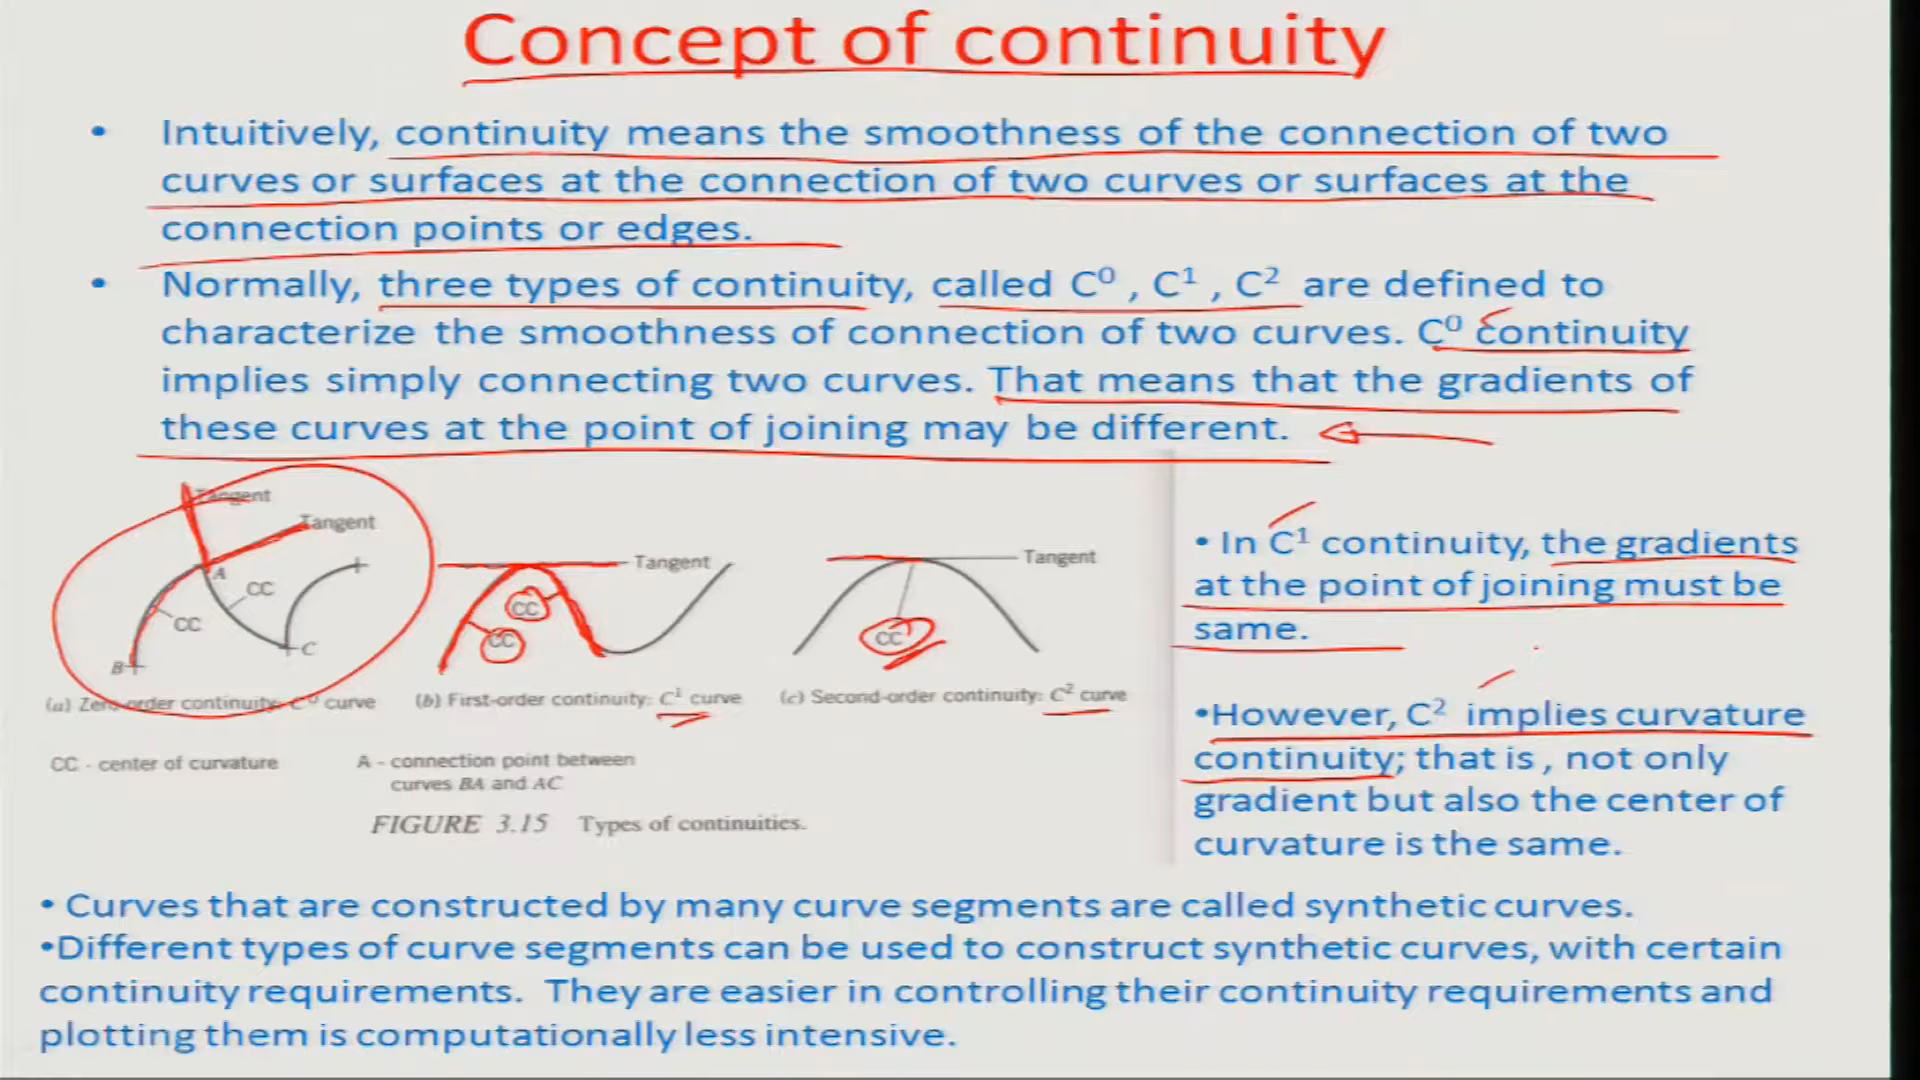 Concept of continuity
• Intuitively, continuity means the smoothness of the connection of two
curves or surfaces at the connection of two curves or surfaces at the
connection points or edges.
• Normally, three types of continuity, called C⁰ , C¹ , C² are defined to
characterize the smoothness of connection of two curves. C⁰ continuity
implies simply connecting two curves. That means that the gradients of
these curves at the point of joining may be different.
Tangent
Tangent
A
CC
CC
B
C
(a) Zero-order continuity: C⁰ curve
Tangent
CC
CC
(b) First-order continuity: C¹ curve
Tangent
CC
(c) Second-order continuity: C² curve
CC - center of curvature
A - connection point between
curves BA and AC
FIGURE 3.15 Types of continuities.
• In C¹ continuity, the gradients
at the point of joining must be
same.
•However, C² implies curvature
continuity; that is , not only
gradient but also the center of
curvature is the same.
• Curves that are constructed by many curve segments are called synthetic curves.
•Different types of curve segments can be used to construct synthetic curves, with certain
continuity requirements. They are easier in controlling their continuity requirements and
plotting them is computationally less intensive.